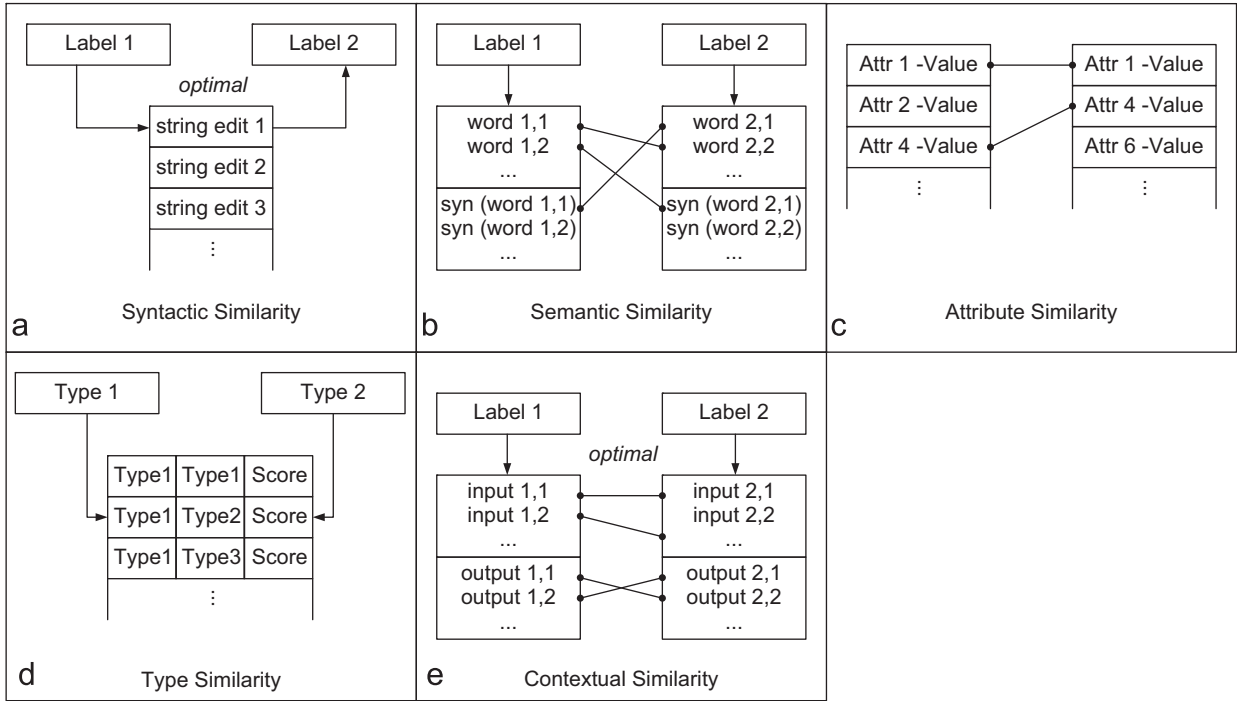 Label 1
Label 2
optimal
string edit 1
string edit 2
string edit 3
...
a
Syntactic Similarity
Label 1
Label 2
word 1,1
word 1,2
...
syn (word 1,1)
syn (word 1,2)
...
word 2,1
word 2,2
...
syn (word 2,1)
syn (word 2,2)
...
b
Semantic Similarity
Attr 1 -Value
Attr 2 -Value
Attr 4 -Value
...
Attr 1 -Value
Attr 4 -Value
Attr 6 -Value
...
c
Attribute Similarity
Type 1
Type 2
Type1 Type1 Score
Type1 Type2 Score
Type1 Type3 Score
...
d
Type Similarity
Label 1
Label 2
optimal
input 1,1
input 1,2
...
output 1,1
output 1,2
...
input 2,1
input 2,2
...
output 2,1
output 2,2
...
e
Contextual Similarity